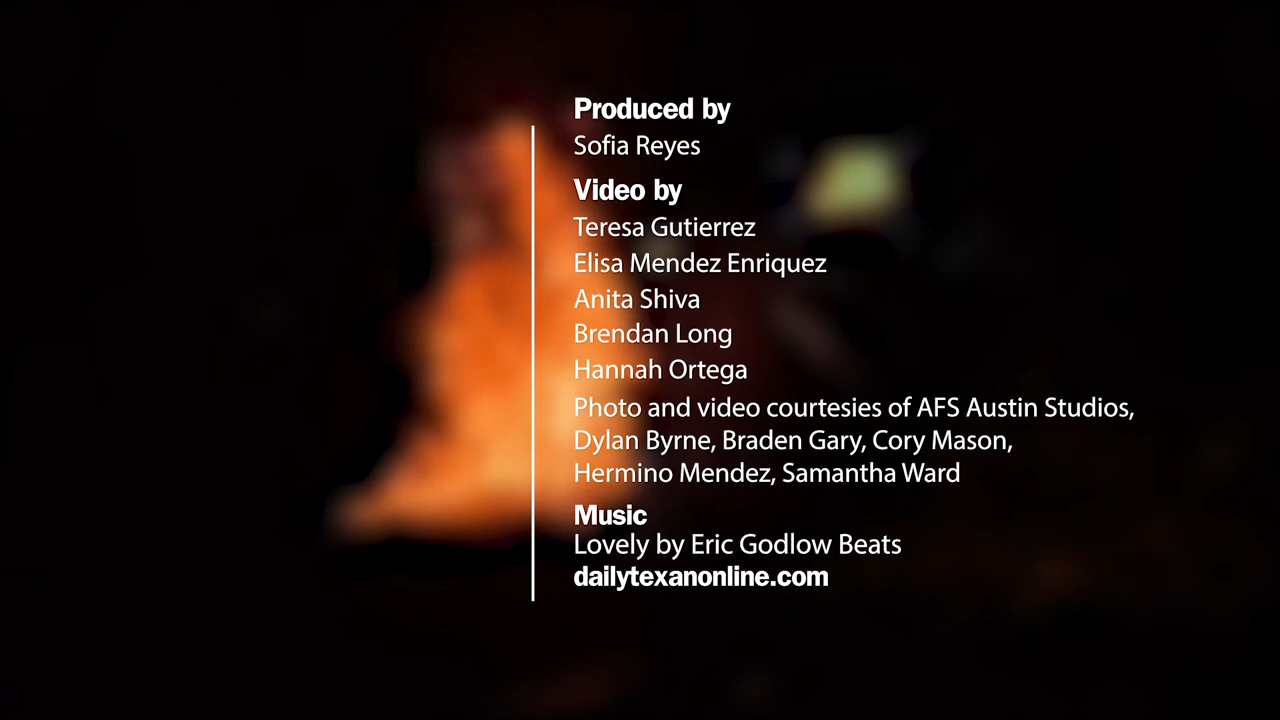 Produced by
Sofia Reyes
Video by
Teresa Gutierrez
Elisa Mendez Enriquez
Anita Shiva
Brendan Long
Hannah Ortega
Photo and video courtesies of AFS Austin Studios,
Dylan Byrne, Braden Gary, Cory Mason,
Hermino Mendez, Samantha Ward
Music
Lovely by Eric Godlow Beats
dailytexanonline.com